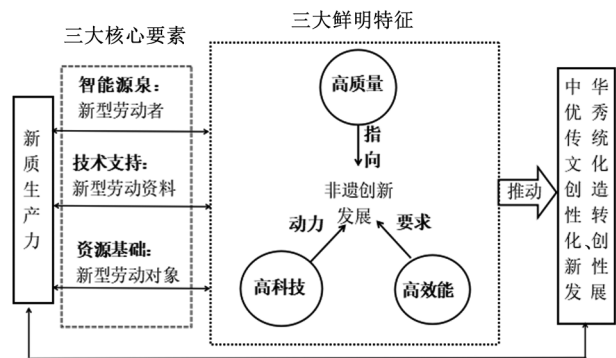 三大核心要素
三大鲜明特征
新质生产力
智能源泉：
新型劳动者
技术支持：
新型劳动资料
资源基础：
新型劳动对象
高质量
指向
非遗创新
发展
动力
要求
高科技
高效能
推动
中华
优秀
传统
文化
创造
性转
化、创
新性
发展